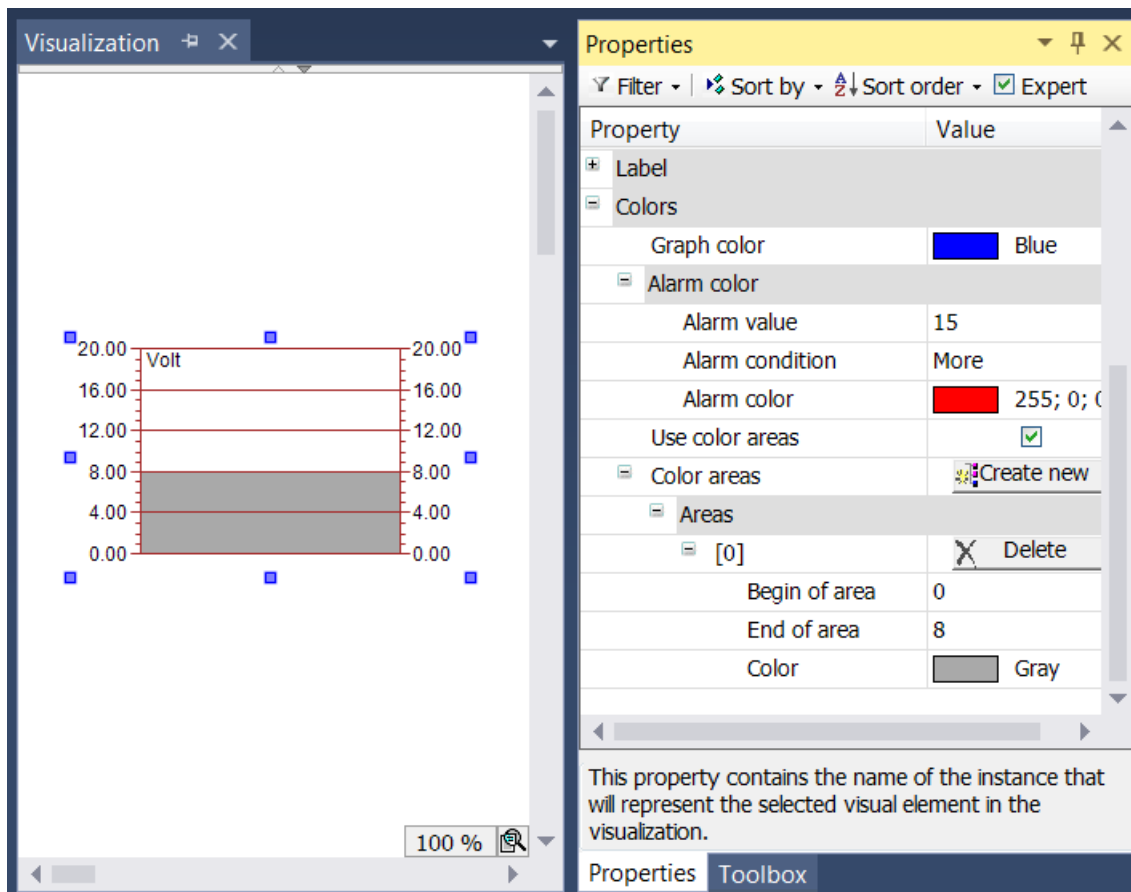 Visualization
20.00 Volt 20.00
16.00 16.00
12.00 12.00
8.00 8.00
4.00 4.00
0.00 0.00
100 %
Properties
Filter Sort by Sort order Expert
Property Value
Label
Colors
Graph color Blue
Alarm color
Alarm value 15
Alarm condition More
Alarm color 255; 0; 0
Use color areas
Color areas Create new
Areas
[0] Delete
Begin of area 0
End of area 8
Color Gray
This property contains the name of the instance that
will represent the selected visual element in the
visualization.
Properties Toolbox